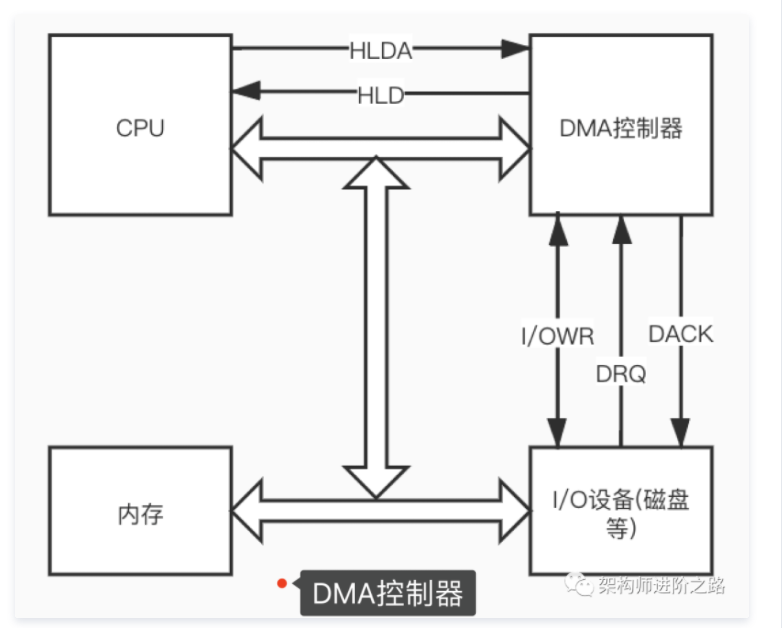 HLDA
HLD
CPU
DMA控制器
I/OWR
DACK
DRQ
内存
I/O设备(磁盘
等)
DMA控制器
架构师进阶之路